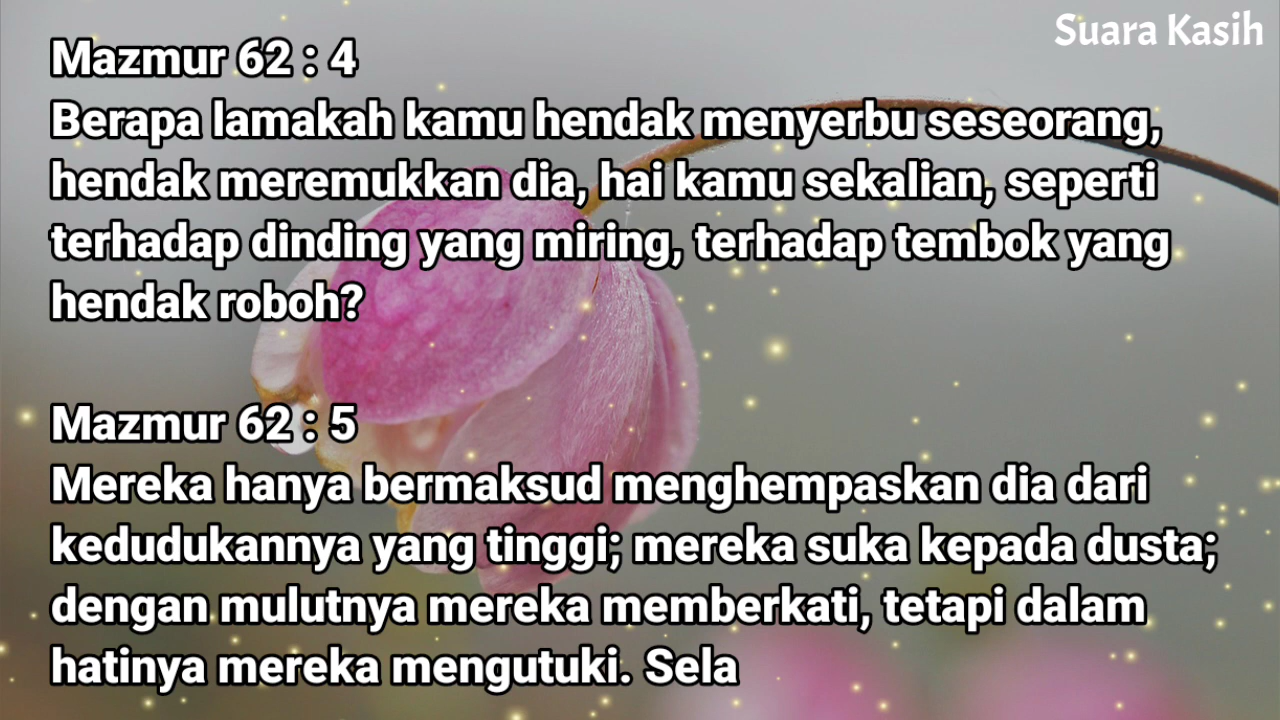 Suara Kasih
Mazmur 62 : 4
Berapa lamakah kamu hendak menyerbu seseorang,
hendak meremukkan dia, hai kamu sekalian, seperti
terhadap dinding yang miring, terhadap tembok yang
hendak roboh?
Mazmur 62 : 5
Mereka hanya bermaksud menghempaskan dia dari
kedudukannya yang tinggi; mereka suka kepada dusta;
dengan mulutnya mereka memberkati, tetapi dalam
hatinya mereka mengutuki. Sela